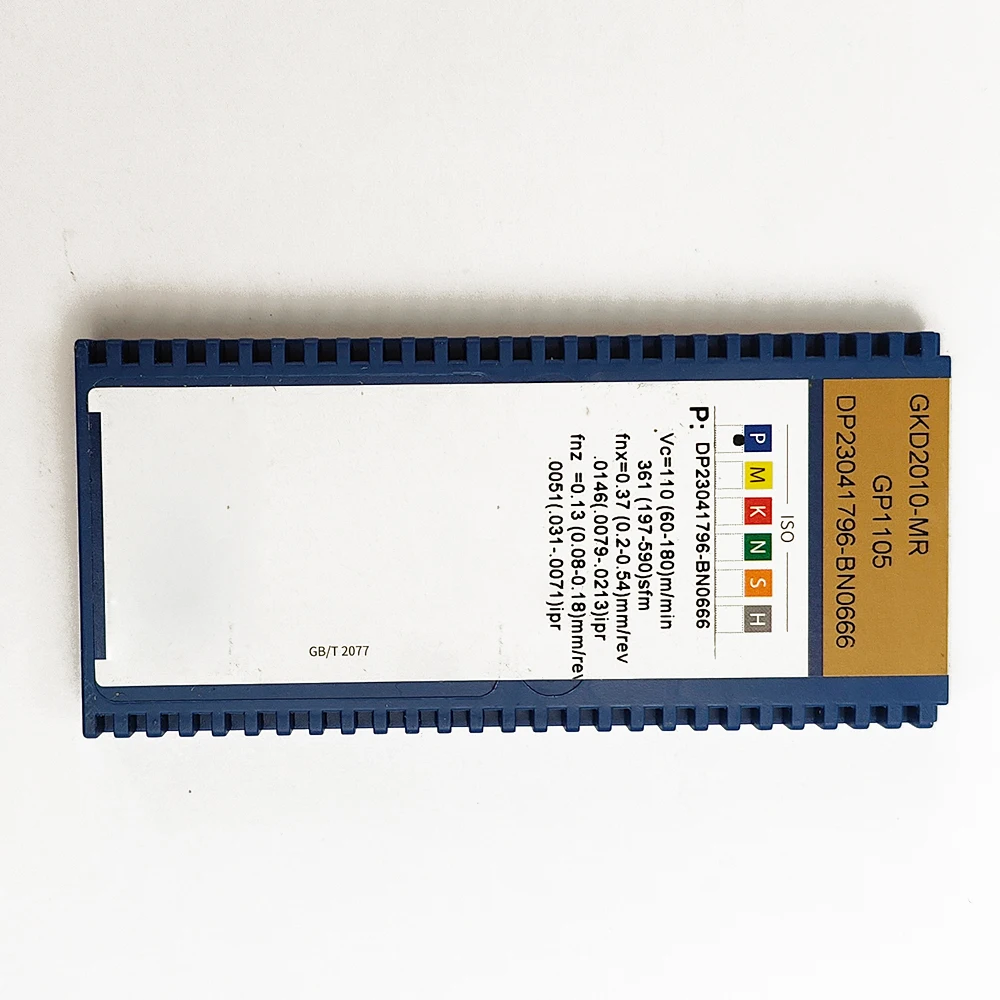 GKD2010-MR
GP1105
DP23041796-BN0666
ISO
P M K N S H
P: DP23041796-BN0666
Vc=110 (60-180)m/min
361 (197-590)sfm
fnx=0.37 (0.2-0.54)mm/rev
.0146(.0079-.0213)ipr
fnz =0.13 (0.08-0.18)mm/rev
.0051(.031-.0071)ipr
GB/T 2077